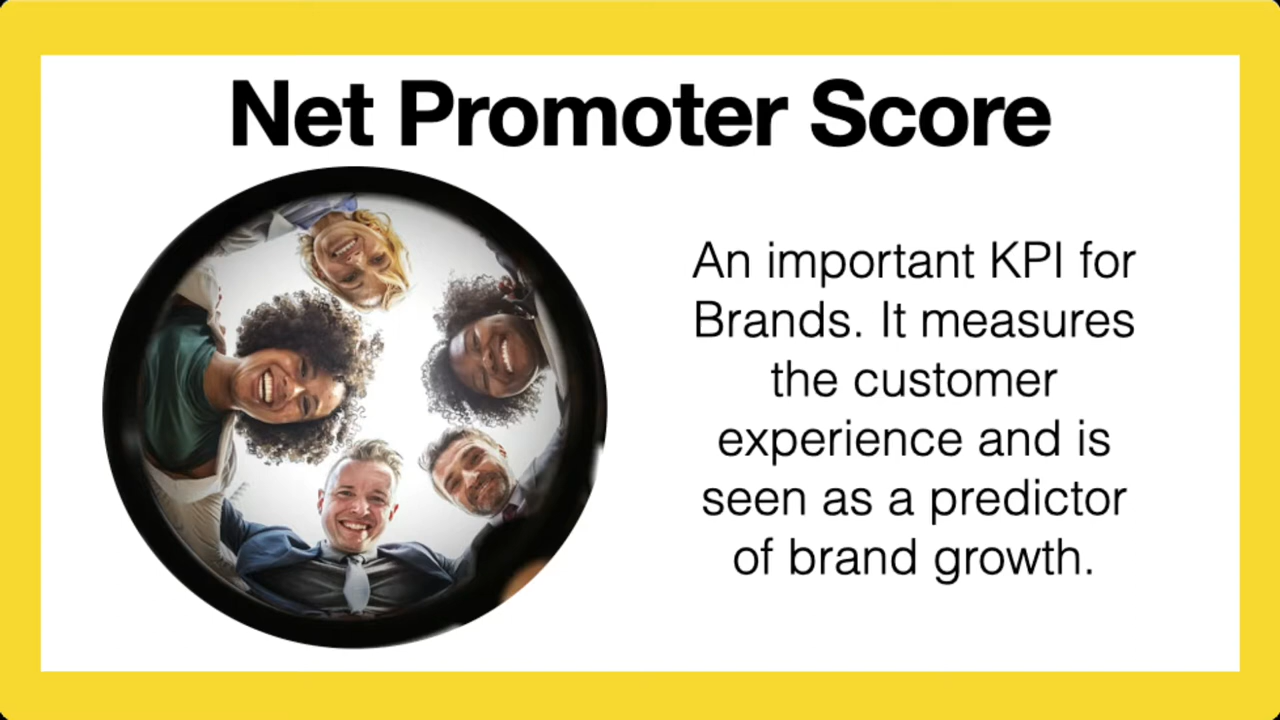 Net Promoter Score
An important KPI for
Brands. It measures
the customer
experience and is
seen as a predictor
of brand growth.